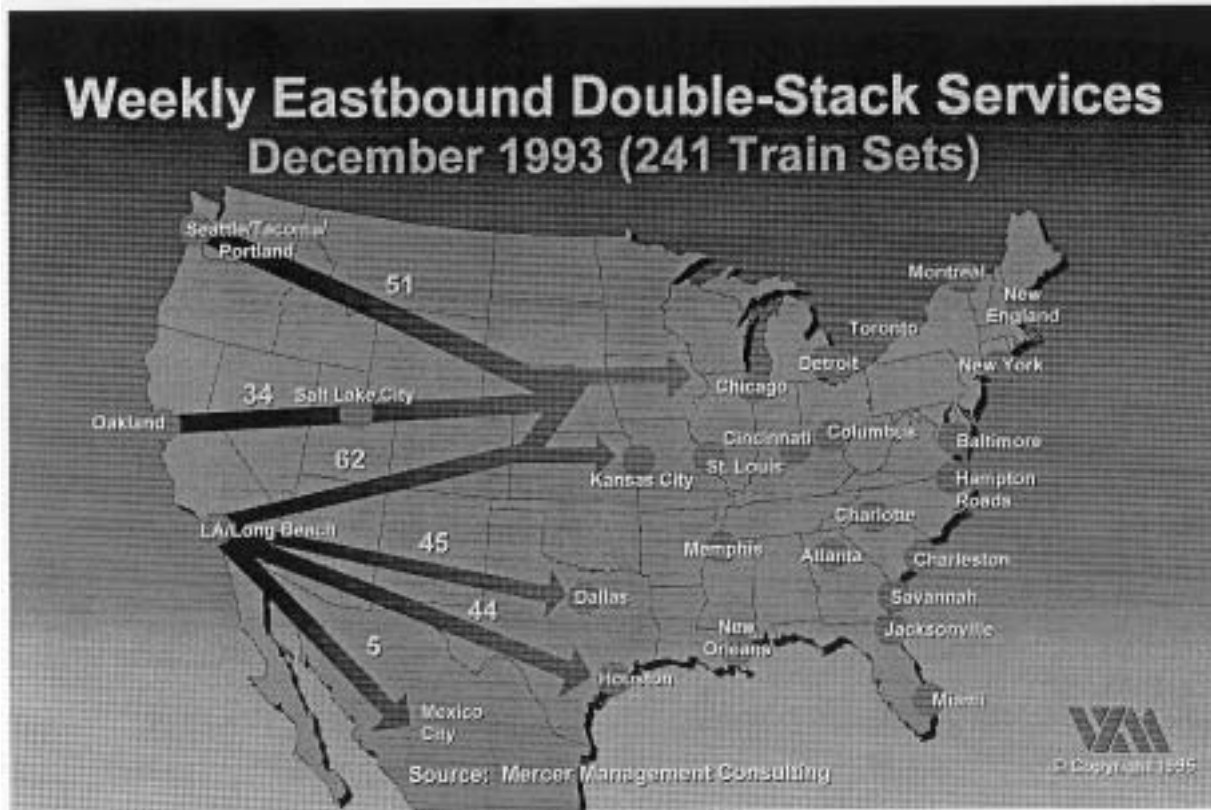 Weekly Eastbound Double-Stack Services
December 1993 (241 Train Sets)
Seattle/Tacoma/
Portland
51
Montreal
New
England
Toronto
Detroit
New York
Chicago
34
Salt Lake City
Oakland
Cincinnati
Columbus
Baltimore
62
Kansas City
St. Louis
Hampton
Roads
LA/Long Beach
Charlotte
45
Memphis
Atlanta
Charleston
Dallas
Savannah
44
New
Orleans
Jacksonville
5
Houston
Miami
Mexico
City
VM
Source: Mercer Management Consulting
© Copyright 1995